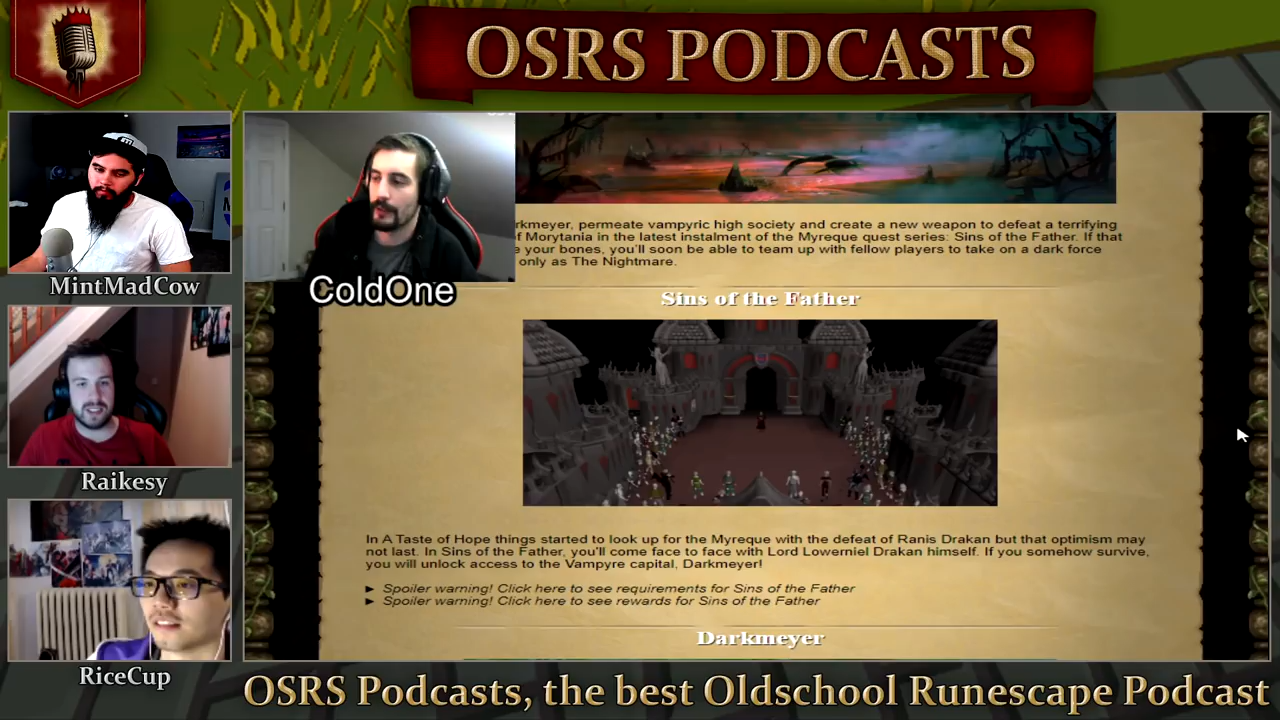 OSRS PODCASTS
MintMadCow
Raikesy
RiceCup
ColdOne
permeate vampyric high society and create a new weapon to defeat a terrifying
of Morytania in the latest instalment of the Myreque quest series: Sins of the Father. If that
your bones, you'll soon be able to team up with fellow players to take on a dark force
only as The Nightmare.
Sins of the Father
In A Taste of Hope things started to look up for the Myreque with the defeat of Ranis Drakan but that optimism may
not last. In Sins of the Father, you'll come face to face with Lord Lowerniel Drakan himself. If you somehow survive,
you will unlock access to the Vampyre capital, Darkmeyer!
► Spoiler warning! Click here to see requirements for Sins of the Father
► Spoiler warning! Click here to see rewards for Sins of the Father
Darkmeyer
OSRS Podcasts, the best Oldschool Runescape Podcast